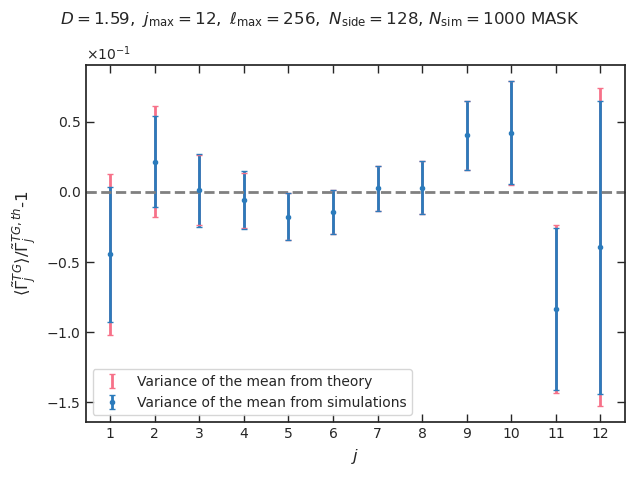 D = 1.59, j_max = 12, ℓ_max = 256, N_side = 128, N_sim = 1000 MASK
×10⁻¹
0.5
0.0
−0.5
−1.0
−1.5
⟨Γ̃_j^{TG}⟩/Γ̃_j^{TG, th}-1
Variance of the mean from theory
Variance of the mean from simulations
1 2 3 4 5 6 7 8 9 10 11 12
j